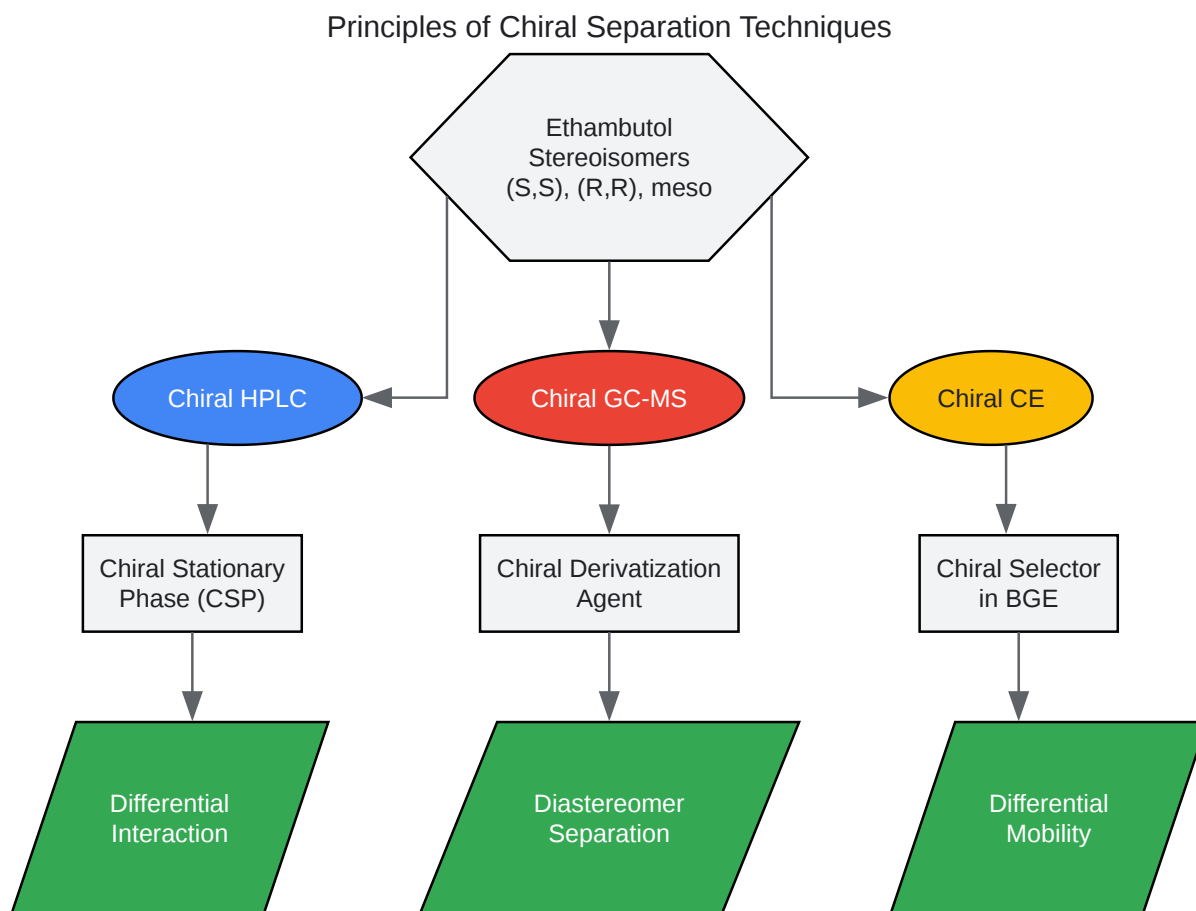 Principles of Chiral Separation Techniques
Ethambutol
Stereoisomers
(S,S), (R,R), meso
Chiral HPLC
Chiral GC-MS
Chiral CE
Chiral Stationary
Phase (CSP)
Chiral Derivatization
Agent
Chiral Selector
in BGE
Differential
Interaction
Diastereomer
Separation
Differential
Mobility